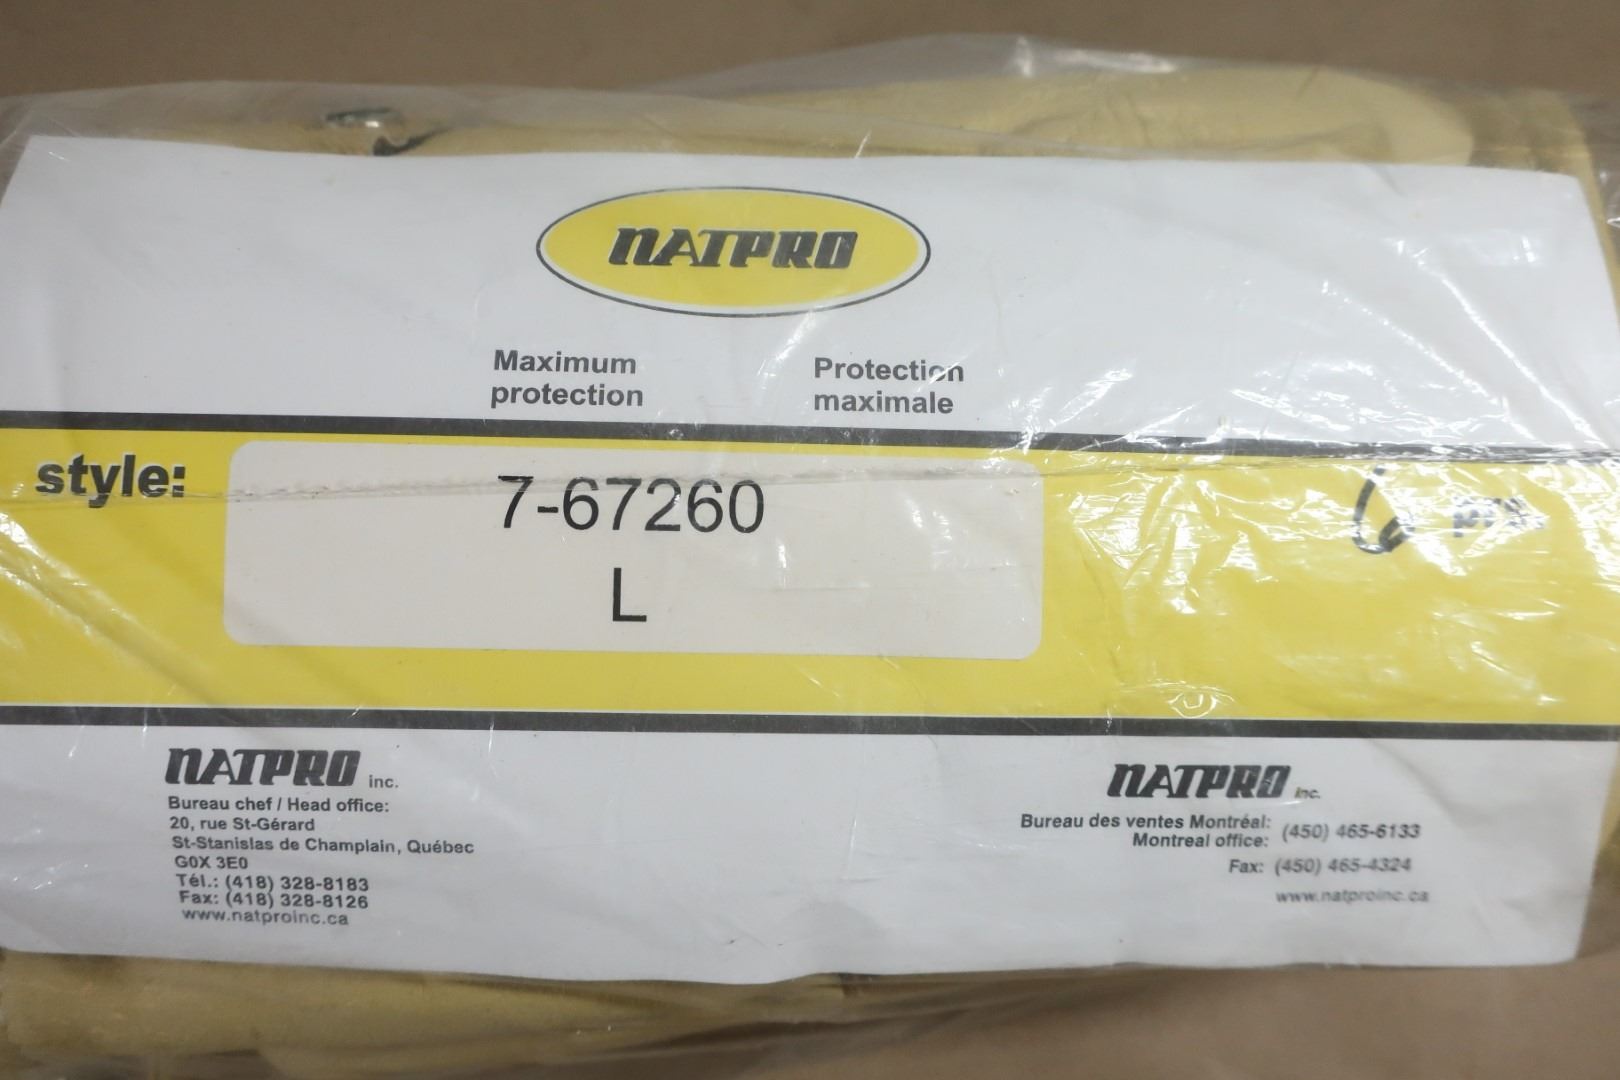 NATPRO
Maximum protection
Protection maximale
style:
7-67260
L
6 prs.
NATPRO inc.
Bureau chef / Head office:
20, rue St-Gérard
St-Stanislas de Champlain, Québec
G0X 3E0
Tél.: (418) 328-8183
Fax: (418) 328-8126
www.natproinc.ca
NATPRO inc.
Bureau des ventes Montréal:
Montreal office: (450) 465-6133
Fax: (450) 465-4324
www.natproinc.ca